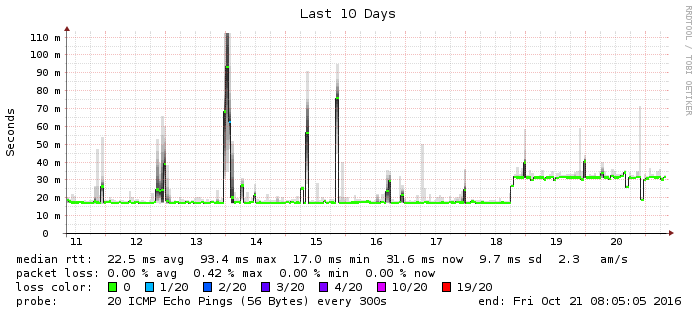 Last 10 Days
RRDTOOL / TOBI OETIKER
Seconds
110 m
100 m
90 m
80 m
70 m
60 m
50 m
40 m
30 m
20 m
10 m
0
11 12 13 14 15 16 17 18 19 20
median rtt: 22.5 ms avg 93.4 ms max 17.0 ms min 31.6 ms now 9.7 ms sd 2.3 am/s
packet loss: 0.00 % avg 0.42 % max 0.00 % min 0.00 % now
loss color: 0 1/20 2/20 3/20 4/20 10/20 19/20
probe: 20 ICMP Echo Pings (56 Bytes) every 300s end: Fri Oct 21 08:05:05 2016